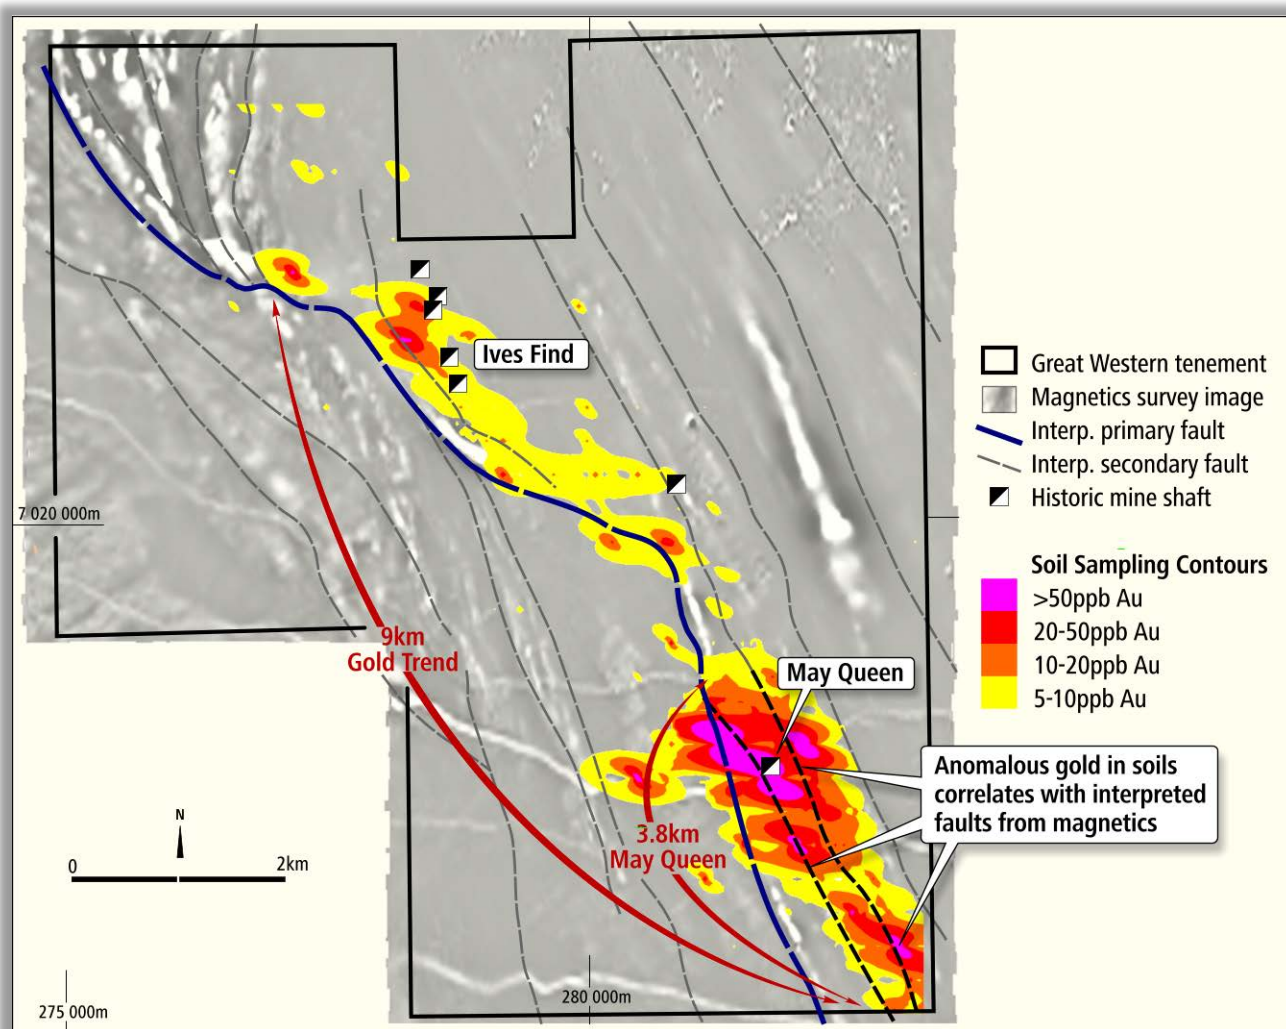 Ives Find
Great Western tenement
Magnetics survey image
Interp. primary fault
Interp. secondary fault
Historic mine shaft
7 020 000m
Soil Sampling Contours
>50ppb Au
20-50ppb Au
10-20ppb Au
5-10ppb Au
9km
Gold Trend
May Queen
Anomalous gold in soils
correlates with interpreted
faults from magnetics
3.8km
May Queen
N
0 2km
275 000m
280 000m